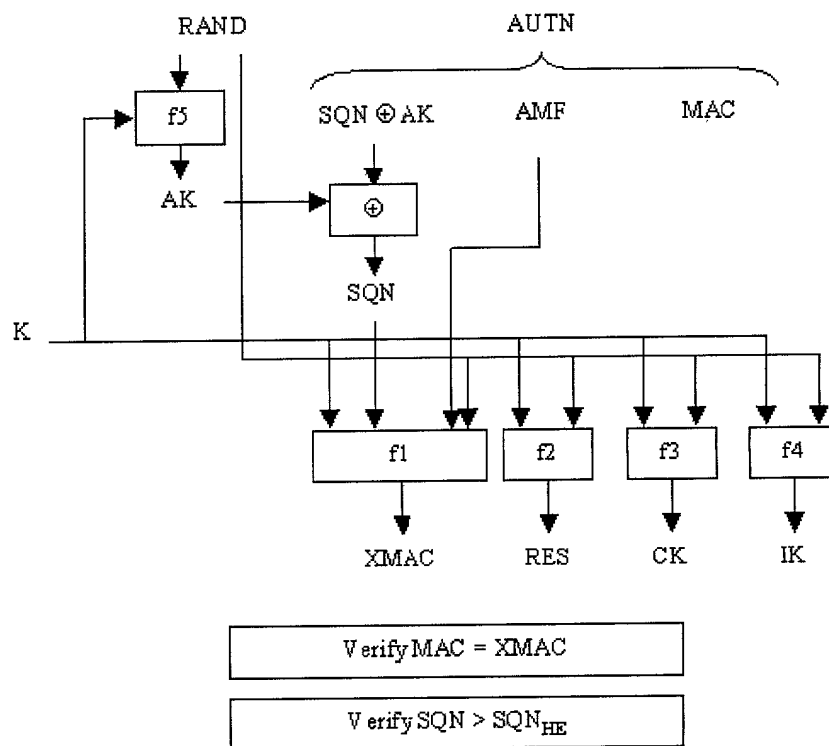 RAND AUTN
f5 SQN ⊕ AK AMF MAC
AK ⊕
SQN
K
f1 f2 f3 f4
XMAC RES CK IK
Verify MAC = XMAC
Verify SQN > SQN_HE